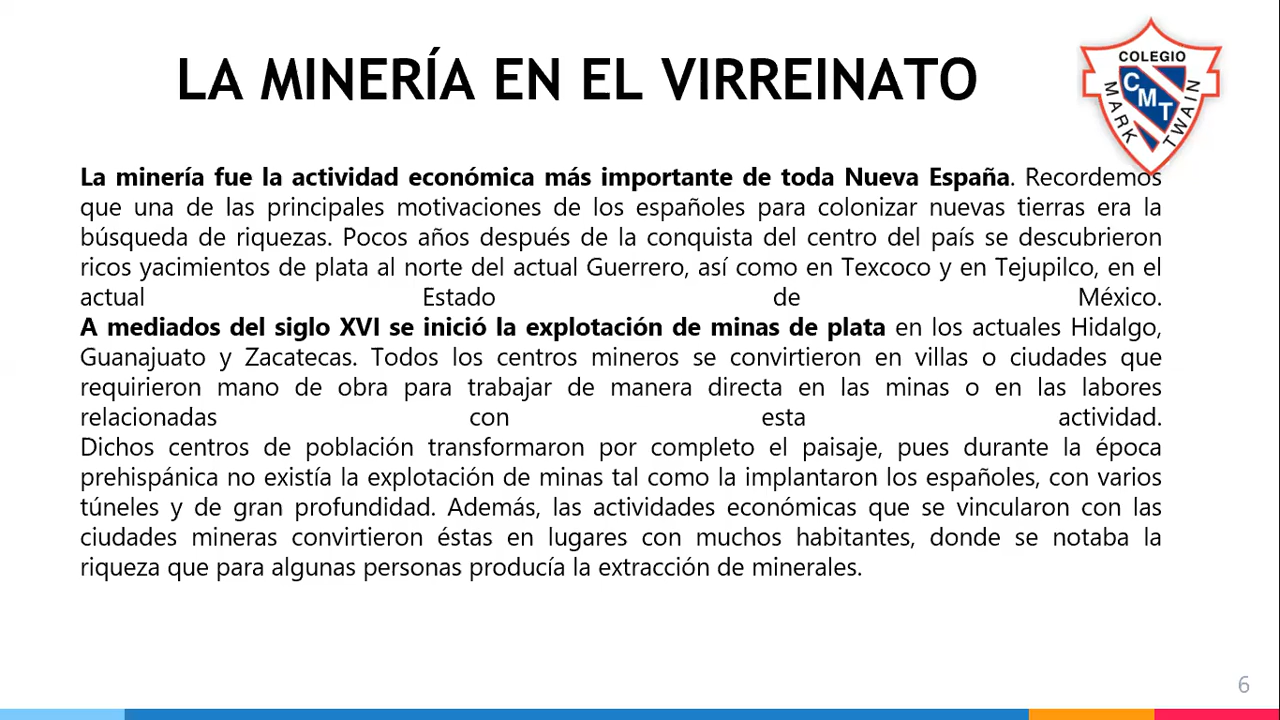 LA MINERÍA EN EL VIRREINATO
COLEGIO
MARK
CMT
TWAIN
La minería fue la actividad económica más importante de toda Nueva España. Recordemos
que una de las principales motivaciones de los españoles para colonizar nuevas tierras era la
búsqueda de riquezas. Pocos años después de la conquista del centro del país se descubrieron
ricos yacimientos de plata al norte del actual Guerrero, así como en Texcoco y en Tejupilco, en el
actual Estado de México.
A mediados del siglo XVI se inició la explotación de minas de plata en los actuales Hidalgo,
Guanajuato y Zacatecas. Todos los centros mineros se convirtieron en villas o ciudades que
requirieron mano de obra para trabajar de manera directa en las minas o en las labores
relacionadas con esta actividad.
Dichos centros de población transformaron por completo el paisaje, pues durante la época
prehispánica no existía la explotación de minas tal como la implantaron los españoles, con varios
túneles y de gran profundidad. Además, las actividades económicas que se vincularon con las
ciudades mineras convirtieron éstas en lugares con muchos habitantes, donde se notaba la
riqueza que para algunas personas producía la extracción de minerales.
6